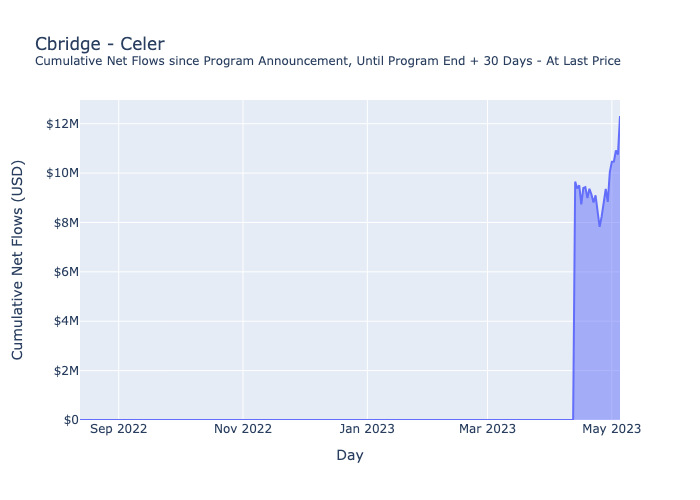 Cbridge - Celer
Cumulative Net Flows since Program Announcement, Until Program End + 30 Days - At Last Price
Cumulative Net Flows (USD)
$12M
$10M
$8M
$6M
$4M
$2M
$0
Sep 2022
Nov 2022
Jan 2023
Mar 2023
May 2023
Day